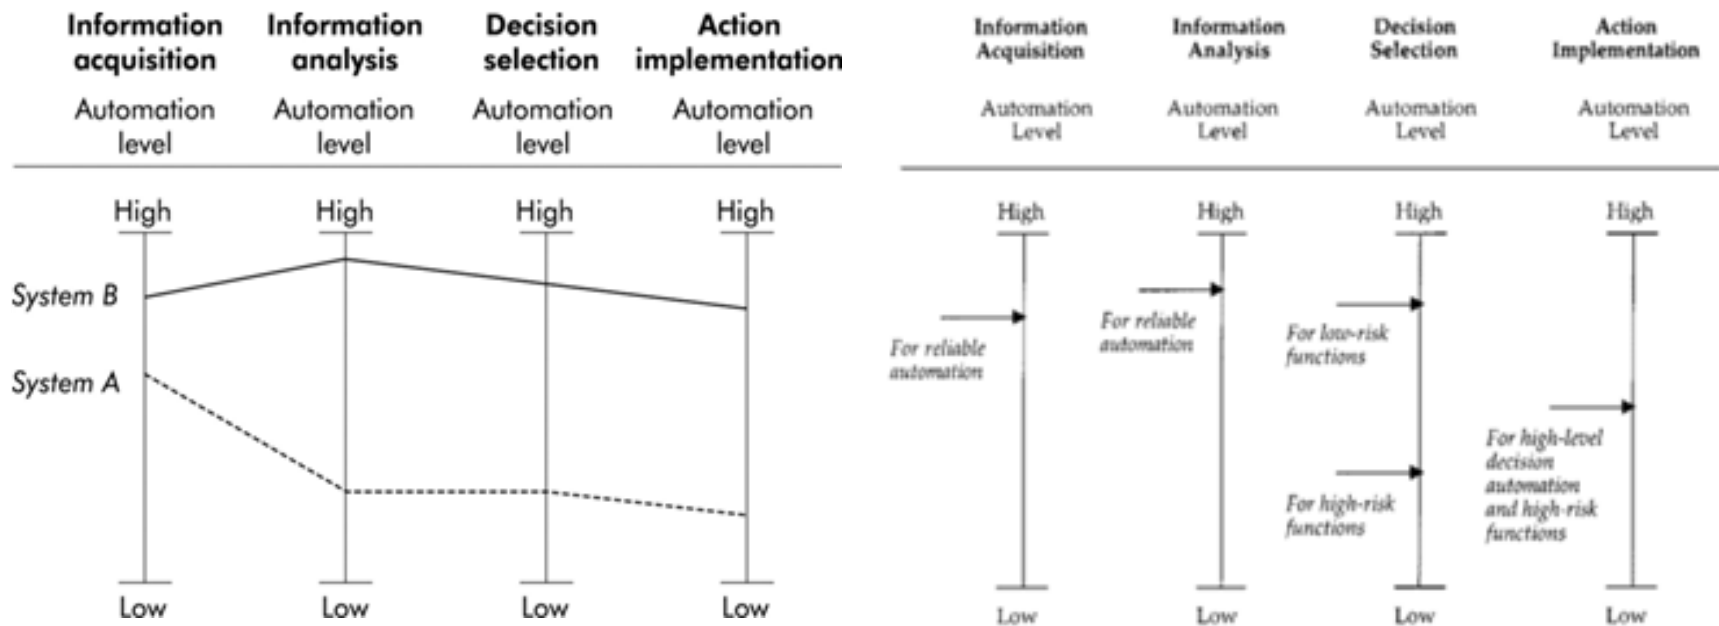 Information
acquisition
Information
analysis
Decision
selection
Action
implementation
Automation
level
Automation
level
Automation
level
Automation
level
High
High
High
High
System B
System A
Low
Low
Low
Low
Information
Acquisition
Information
Analysis
Decision
Selection
Action
Implementation
Automation
Level
Automation
Level
Automation
Level
Automation
Level
High
High
High
High
For reliable
automation
For reliable
automation
For low-risk
functions
For high-risk
functions
For high-level
decision
automation
and high-risk
functions
Low
Low
Low
Low